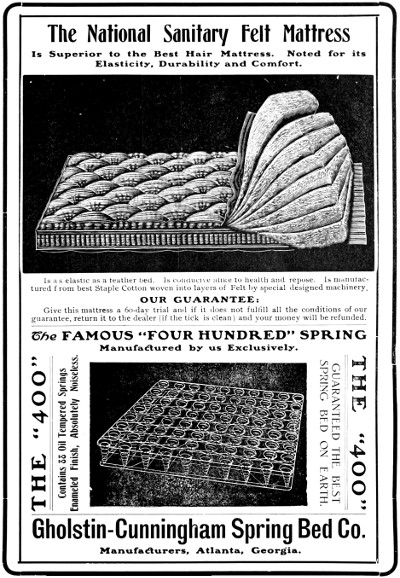 The National Sanitary Felt Mattress
Is Superior to the Best Hair Mattress. Noted for its
Elasticity, Durability and Comfort.
Is as elastic as a feather bed. Is conducive alike to health and repose. Is manufac-
tured from best Staple Cotton woven into layers of Felt by special designed machinery.
OUR GUARANTEE:
Give this mattress a 60-day trial and if it does not fulfill all the conditions of our
guarantee, return it to the dealer (if the tick is clean) and your money will be refunded.
The FAMOUS "FOUR HUNDRED" SPRING
Manufactured by us Exclusively.
THE "400"
Contains 88 Oil Tempered Springs
Enameled Finish, Absolutely Noiseless.
GUARANTEED THE BEST
SPRING BED ON EARTH.
THE "400"
Gholstin-Cunningham Spring Bed Co.
Manufacturers, Atlanta, Georgia.